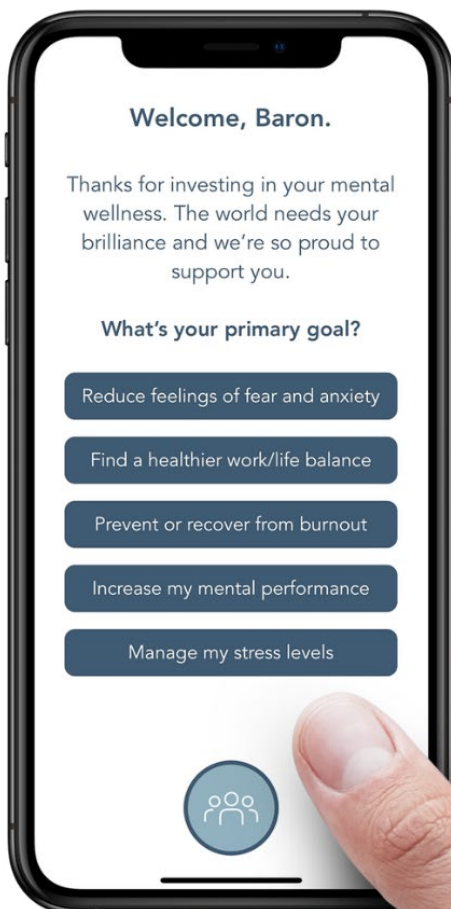 Welcome, Baron.
Thanks for investing in your mental
wellness. The world needs your
brilliance and we're so proud to
support you.
What's your primary goal?
Reduce feelings of fear and anxiety
Find a healthier work/life balance
Prevent or recover from burnout
Increase my mental performance
Manage my stress levels